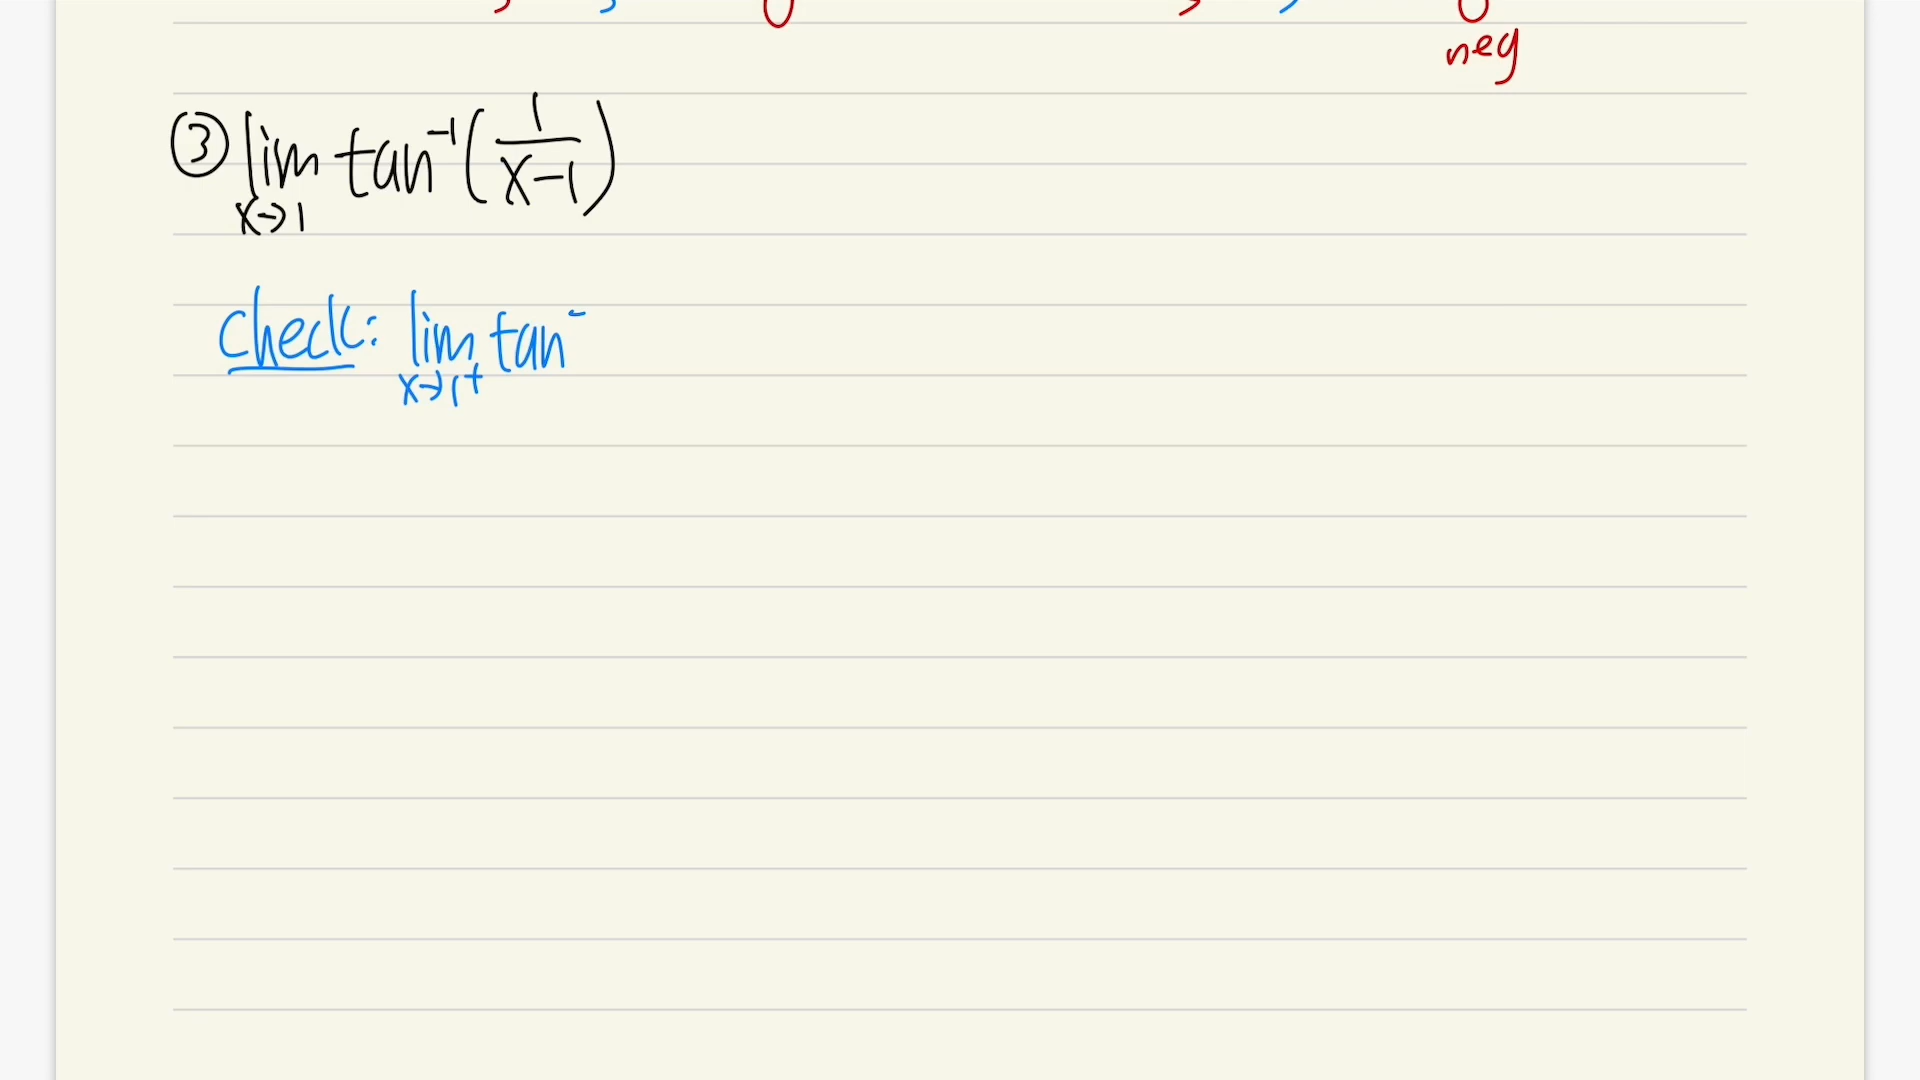 neg
③ lim x→1 tan⁻¹(1/(x-1))
Check: lim x→1⁺ tan⁻